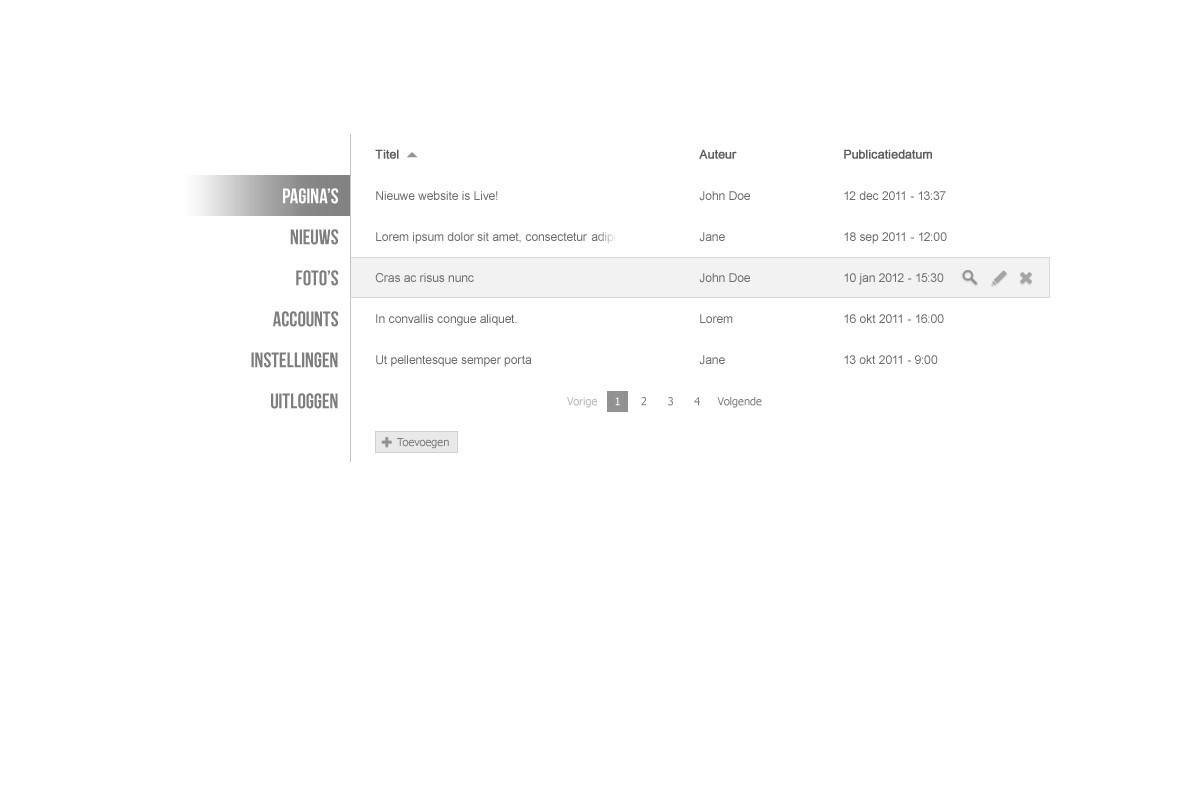 Titel Auteur Publicatiedatum
PAGINA'S Nieuwe website is Live! John Doe 12 dec 2011 - 13:37
NIEUWS Lorem ipsum dolor sit amet, consectetur adip Jane 18 sep 2011 - 12:00
FOTO'S Cras ac risus nunc John Doe 10 jan 2012 - 15:30
ACCOUNTS In convallis congue aliquet. Lorem 16 okt 2011 - 16:00
INSTELLINGEN Ut pellentesque semper porta Jane 13 okt 2011 - 9:00
UITLOGGEN Vorige 1 2 3 4 Volgende
Toevoegen